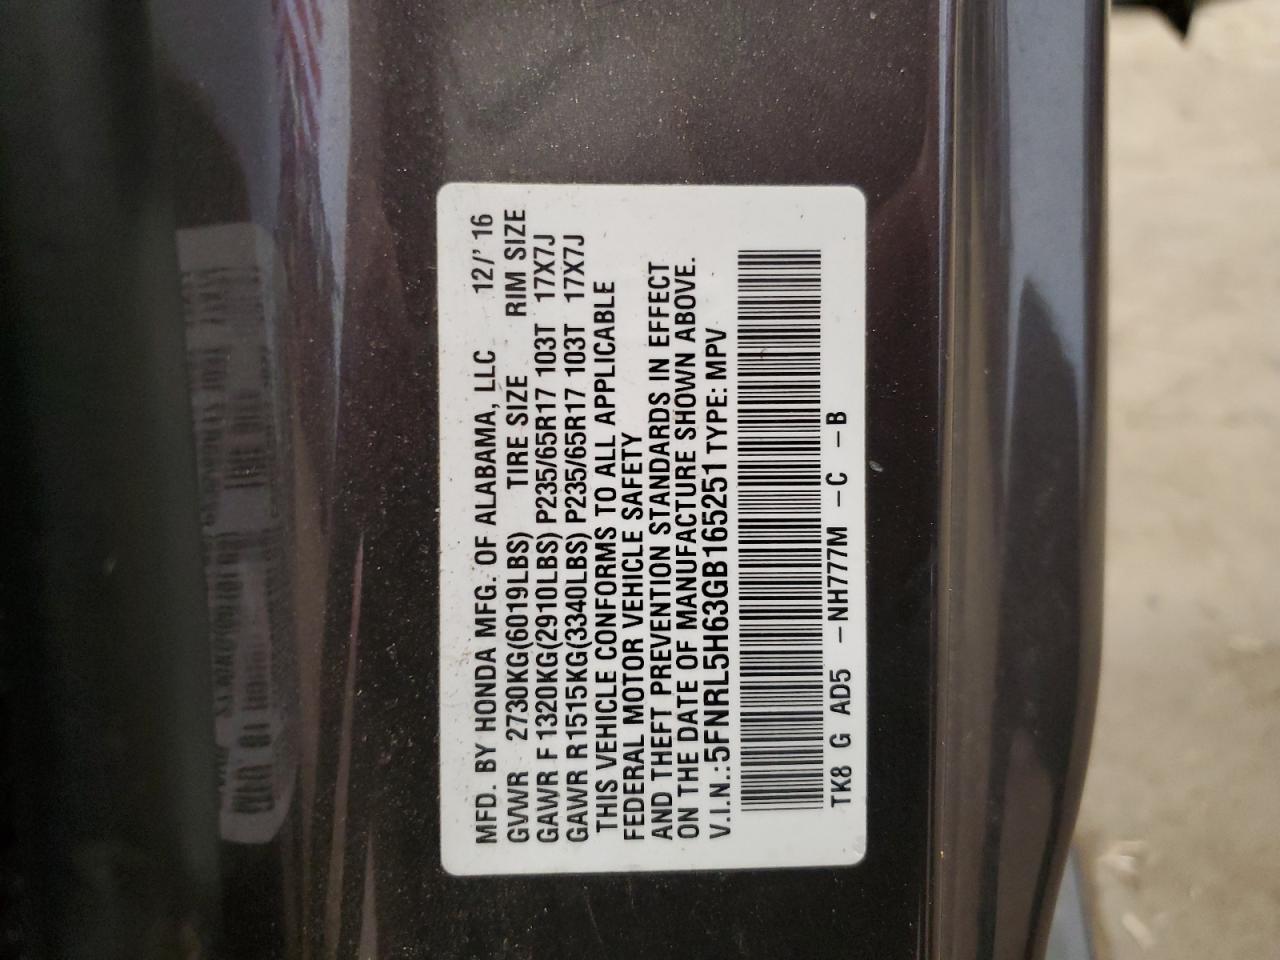 MFD. BY HONDA MFG. OF ALABAMA, LLC 12/' 16
GVWR 2730KG(6019LBS) TIRE SIZE RIM SIZE
GAWR F 1320KG(2910LBS) P235/65R17 103T 17X7J
GAWR R 1515KG(3340LBS) P235/65R17 103T 17X7J
THIS VEHICLE CONFORMS TO ALL APPLICABLE
FEDERAL MOTOR VEHICLE SAFETY
AND THEFT PREVENTION STANDARDS IN EFFECT
ON THE DATE OF MANUFACTURE SHOWN ABOVE.
V.I.N.:5FNRL5H63GB165251 TYPE: MPV
TK8 G AD5 -NH777M -C -B